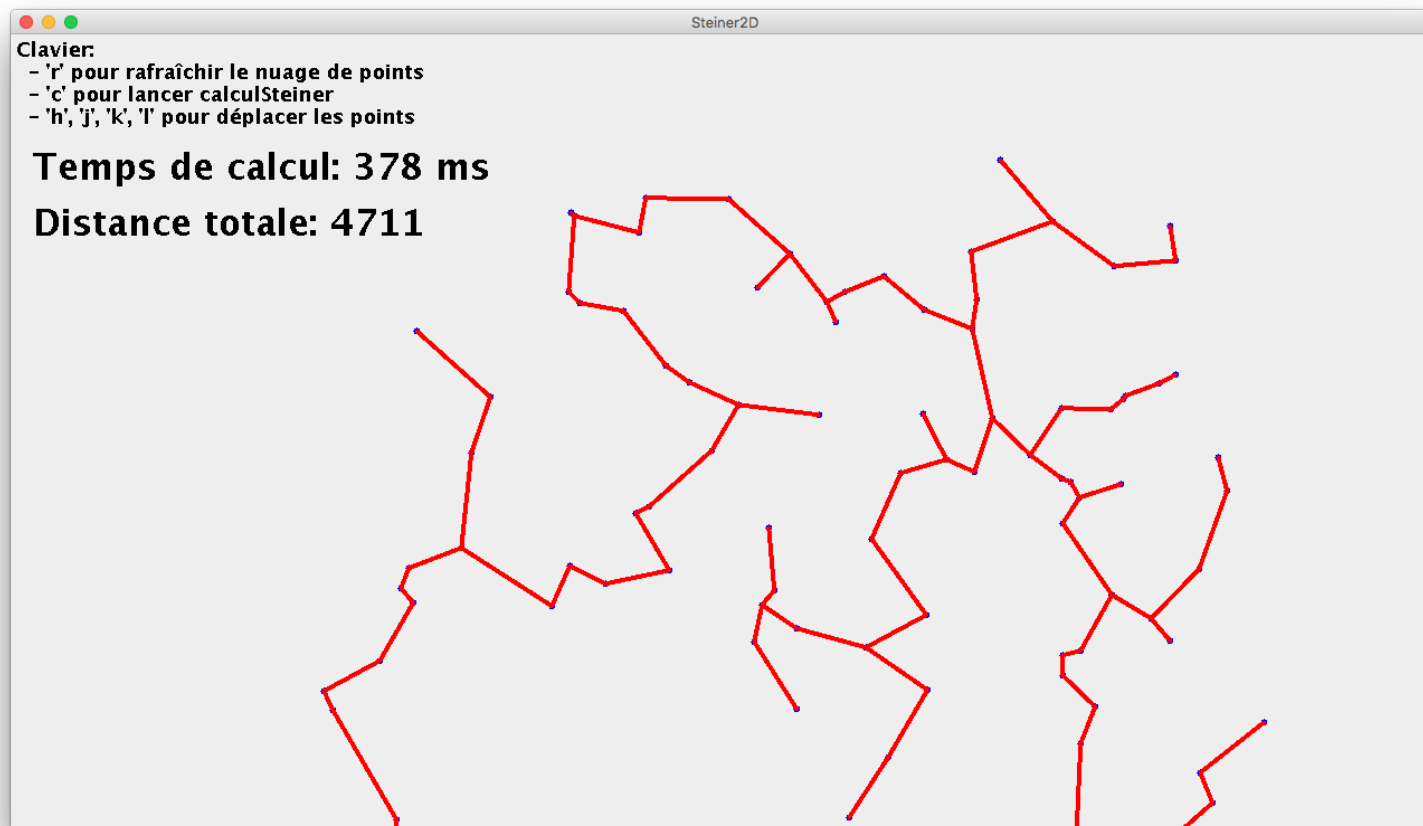 Steiner2D
Clavier:
- 'r' pour rafraîchir le nuage de points
- 'c' pour lancer calculSteiner
- 'h', 'j', 'k', 'l' pour déplacer les points
Temps de calcul: 378 ms
Distance totale: 4711